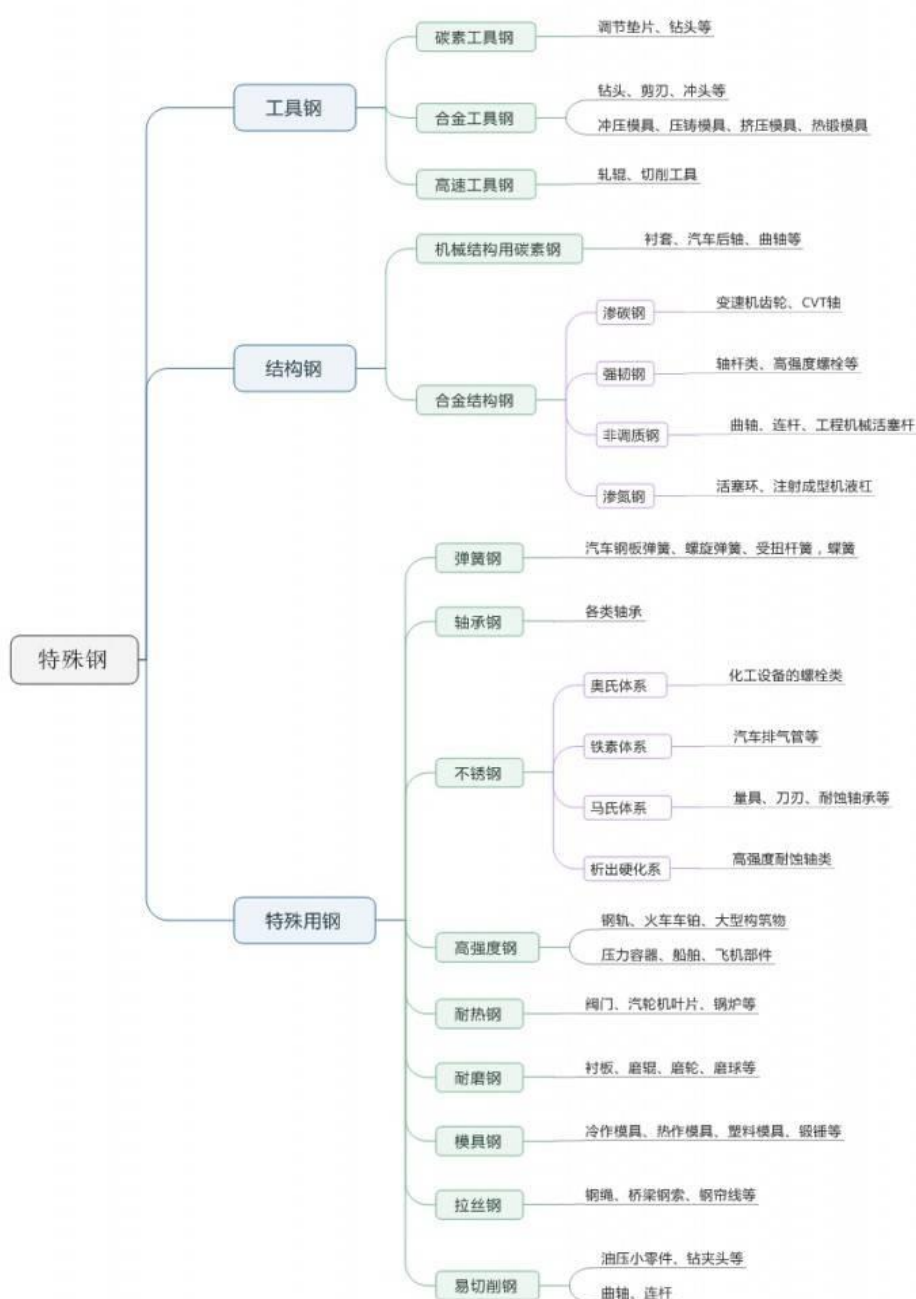 特殊钢
工具钢
碳素工具钢
调节垫片、钻头等
合金工具钢
钻头、剪刃、冲头等
冲压模具、压铸模具、挤压模具、热锻模具
高速工具钢
轧辊、切削工具
结构钢
机械结构用碳素钢
衬套、汽车后轴、曲轴等
合金结构钢
渗碳钢
变速机齿轮、CVT轴
强韧钢
轴杆类、高强度螺栓等
非调质钢
曲轴、连杆、工程机械活塞杆
渗氮钢
活塞环、注射成型机液杠
特殊用钢
弹簧钢
汽车钢板弹簧、螺旋弹簧、受扭杆簧，蝶簧
轴承钢
各类轴承
不锈钢
奥氏体系
化工设备的螺栓类
铁素体系
汽车排气管等
马氏体系
量具、刀刃、耐蚀轴承等
析出硬化系
高强度耐蚀轴类
高强度钢
钢轨、火车车铂、大型构筑物
压力容器、船舶、飞机部件
耐热钢
阀门、汽轮机叶片、锅炉等
耐磨钢
衬板、磨辊、磨轮、磨球等
模具钢
冷作模具、热作模具、塑料模具、锻锤等
拉丝钢
钢绳、桥梁钢索、钢帘线等
易切削钢
油压小零件、钻夹头等
曲轴、连杆